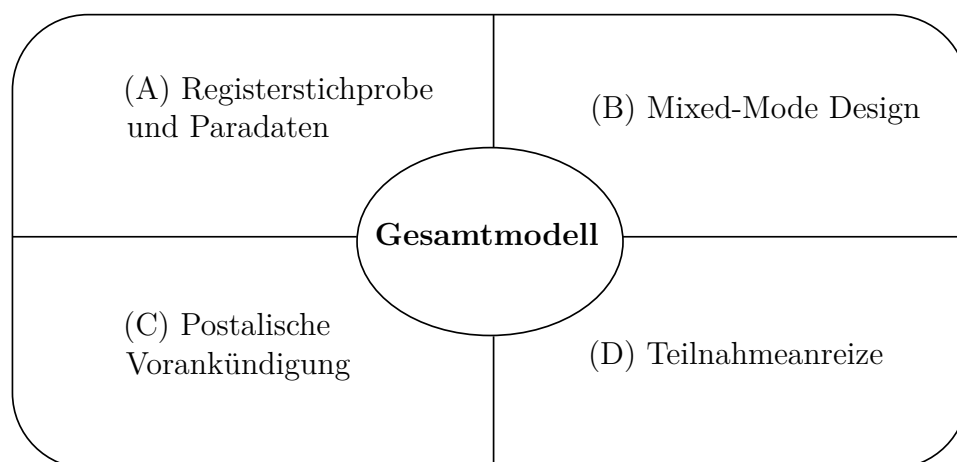 (A) Registerstichprobe
und Paradaten
(B) Mixed-Mode Design
Gesamtmodell
(C) Postalische
Vorankündigung
(D) Teilnahmeanreize